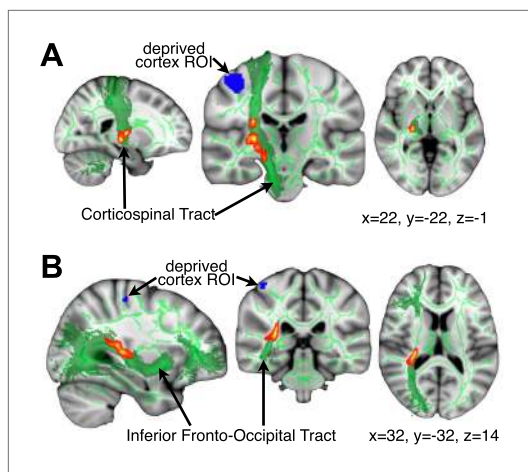 A
deprived
cortex ROI
Corticospinal Tract
x=22, y=-22, z=-1
B
deprived
cortex ROI
Inferior Fronto-Occipital Tract
x=32, y=-32, z=14